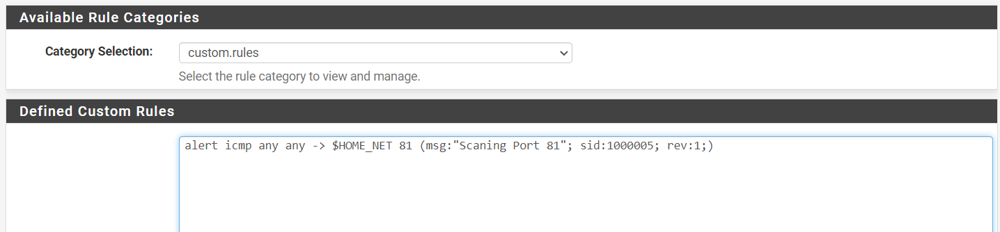 Available Rule Categories
Category Selection: custom.rules
Select the rule category to view and manage.
Defined Custom Rules
alert icmp any any -> $HOME_NET 81 (msg:"Scaning Port 81"; sid:1000005; rev:1;)